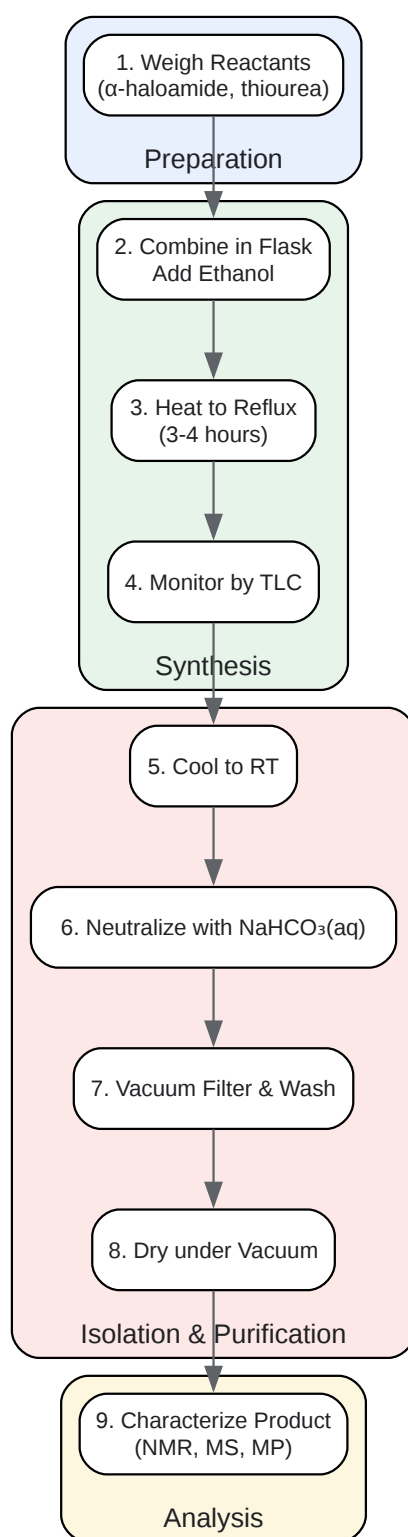 1. Weigh Reactants
(α-haloamide, thiourea)
Preparation
2. Combine in Flask
Add Ethanol
3. Heat to Reflux
(3-4 hours)
4. Monitor by TLC
Synthesis
5. Cool to RT
6. Neutralize with NaHCO₃(aq)
7. Vacuum Filter & Wash
8. Dry under Vacuum
Isolation & Purification
9. Characterize Product
(NMR, MS, MP)
Analysis